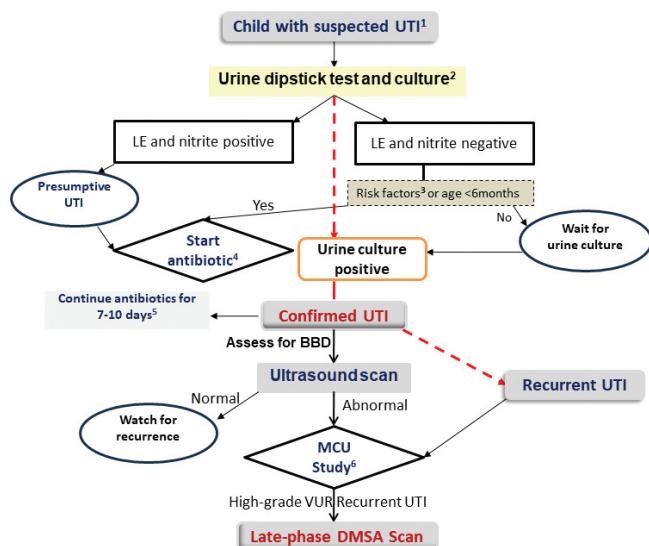 Child with suspected UTI¹
Urine dipstick test and culture²
LE and nitrite positive
LE and nitrite negative
Presumptive
UTI
Yes
Risk factors³ or age <6months
No
Start
antibiotic⁴
Urine culture
positive
Wait for
urine culture
Continue antibiotics for
7-10 days⁵
Confirmed UTI
Assess for BBD
Ultrasound scan
Recurrent UTI
Normal
Abnormal
Watch for
recurrence
MCU
Study⁶
High-grade VUR Recurrent UTI
Late-phase DMSA Scan